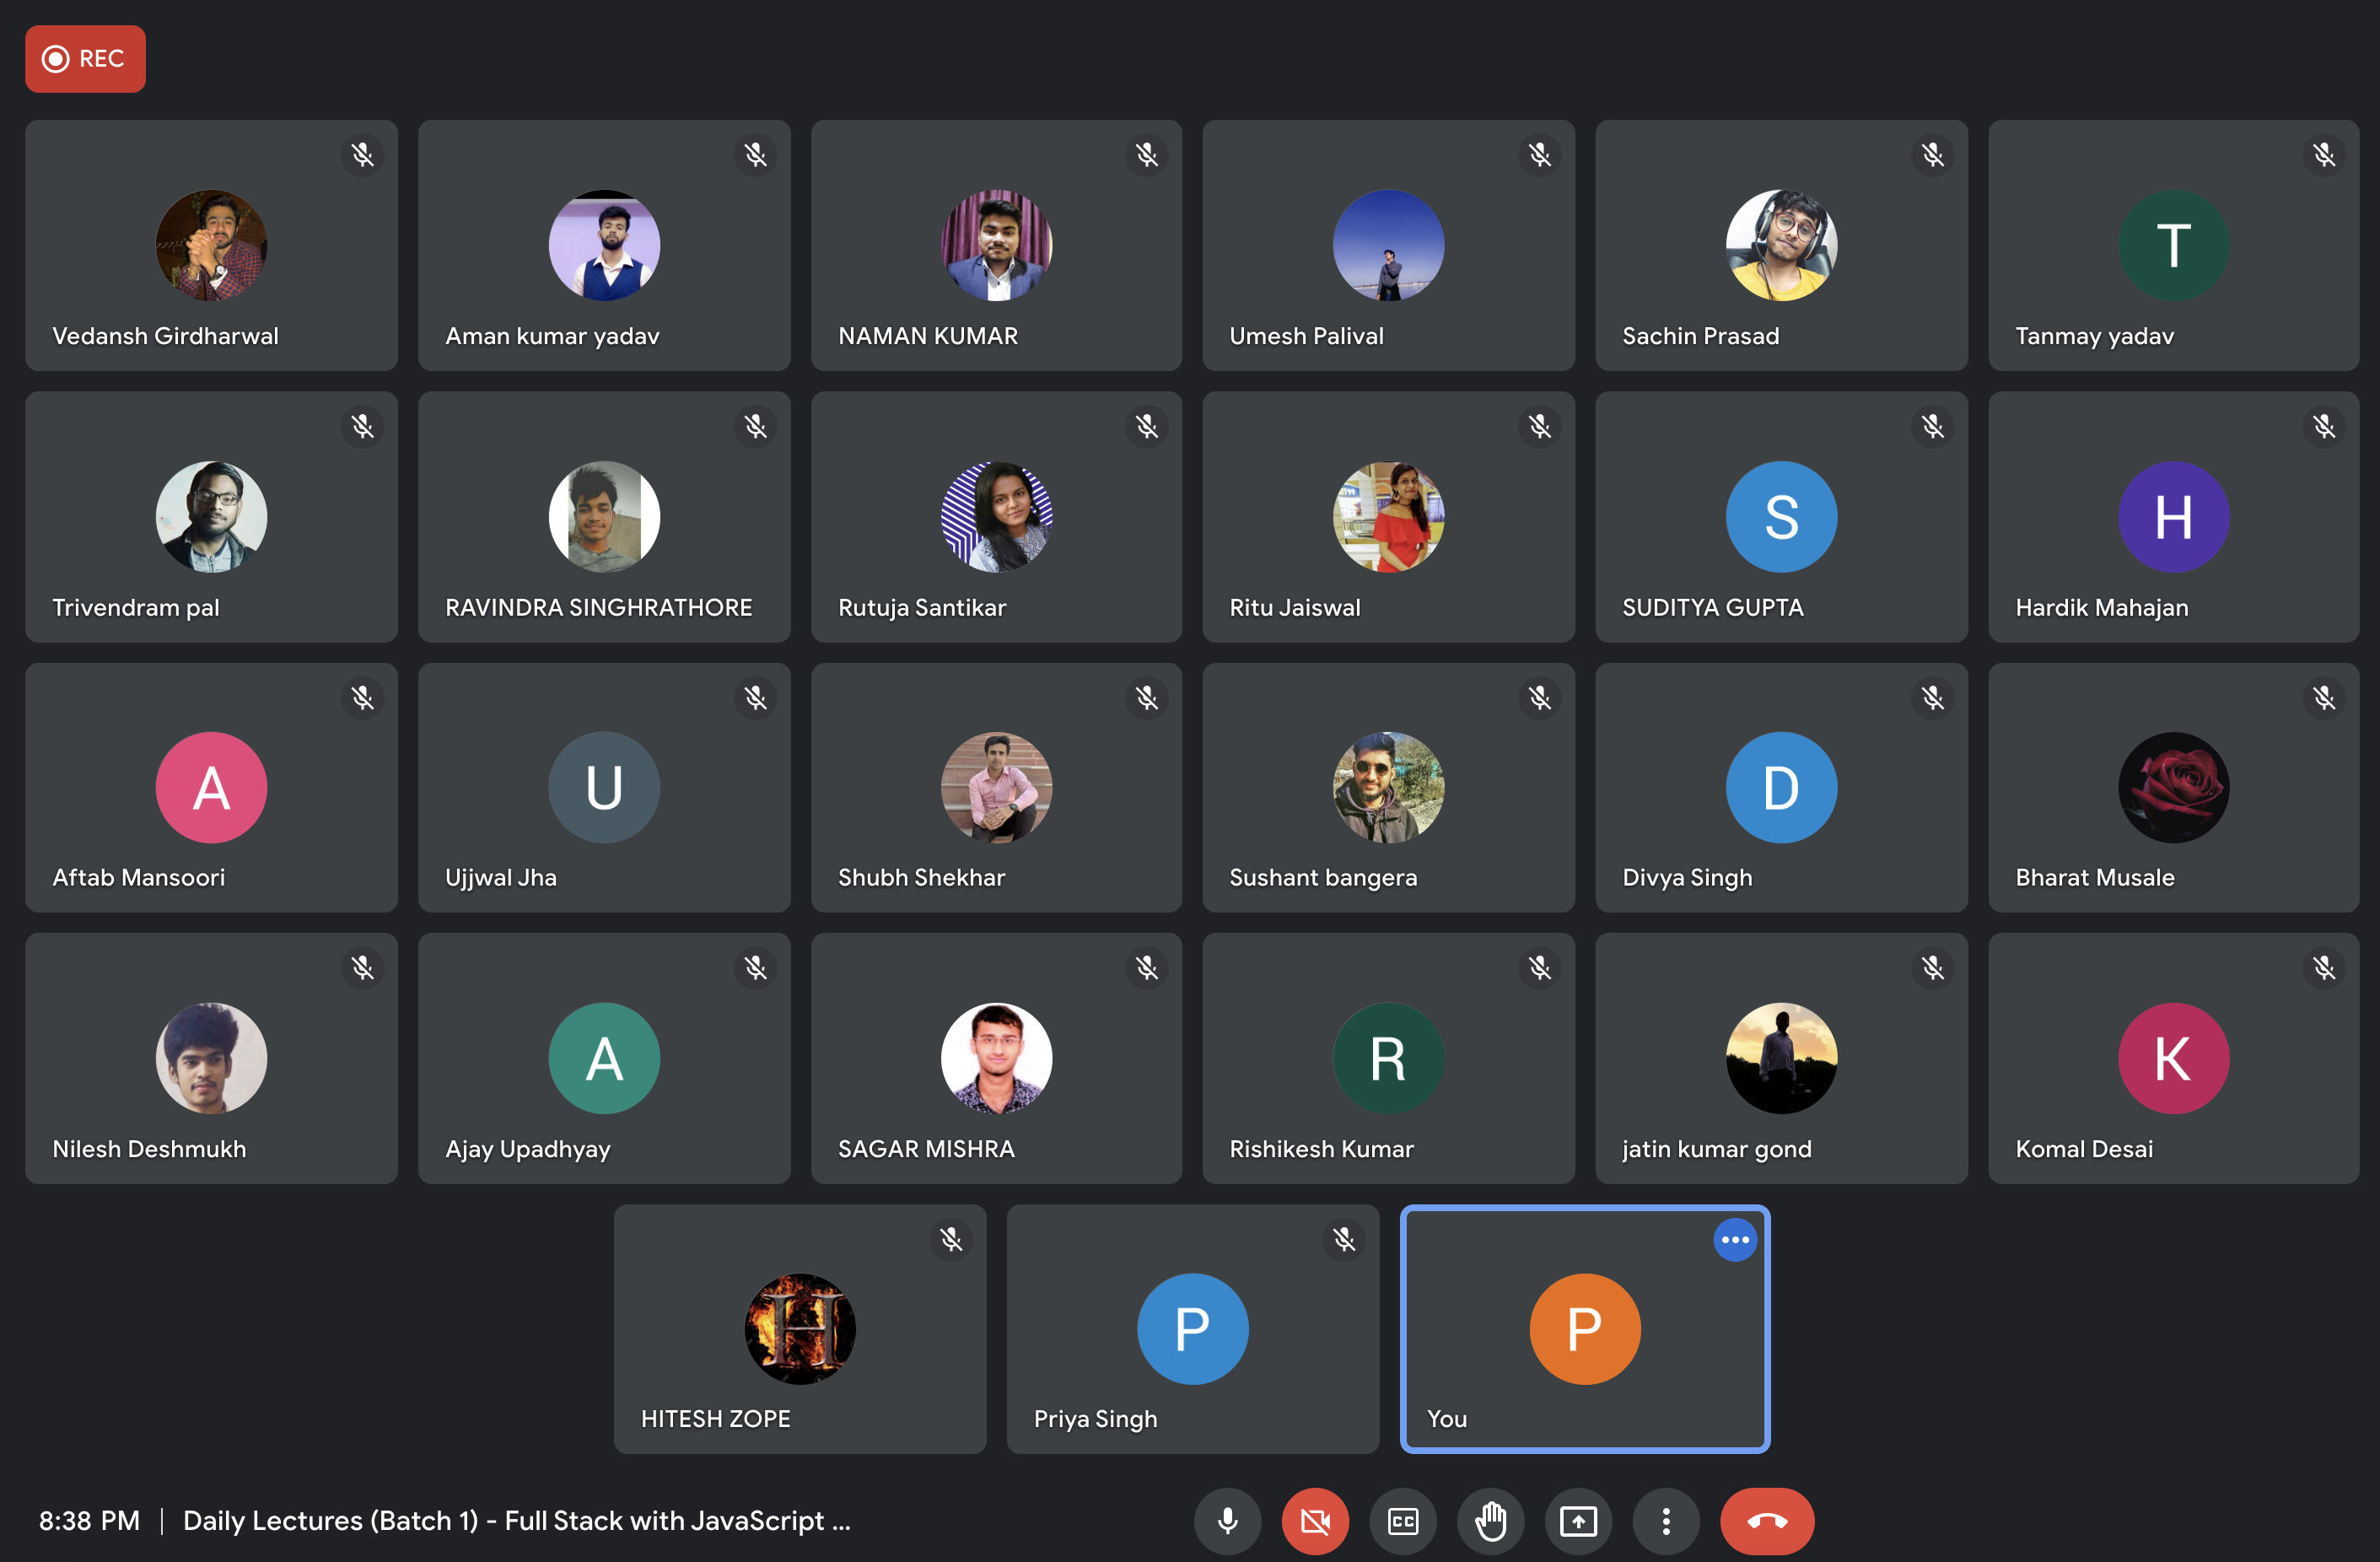 REC
Vedansh Girdharwal
Aman kumar yadav
NAMAN KUMAR
Umesh Palival
Sachin Prasad
T
Tanmay yadav
Trivendram pal
RAVINDRA SINGHRATHORE
Rutuja Santikar
Ritu Jaiswal
S
SUDITYA GUPTA
H
Hardik Mahajan
A
Aftab Mansoori
U
Ujjwal Jha
Shubh Shekhar
Sushant bangera
D
Divya Singh
Bharat Musale
Nilesh Deshmukh
A
Ajay Upadhyay
SAGAR MISHRA
R
Rishikesh Kumar
jatin kumar gond
K
Komal Desai
H
HITESH ZOPE
P
Priya Singh
P
You
8:38 PM | Daily Lectures (Batch 1) - Full Stack with JavaScript ...
CC